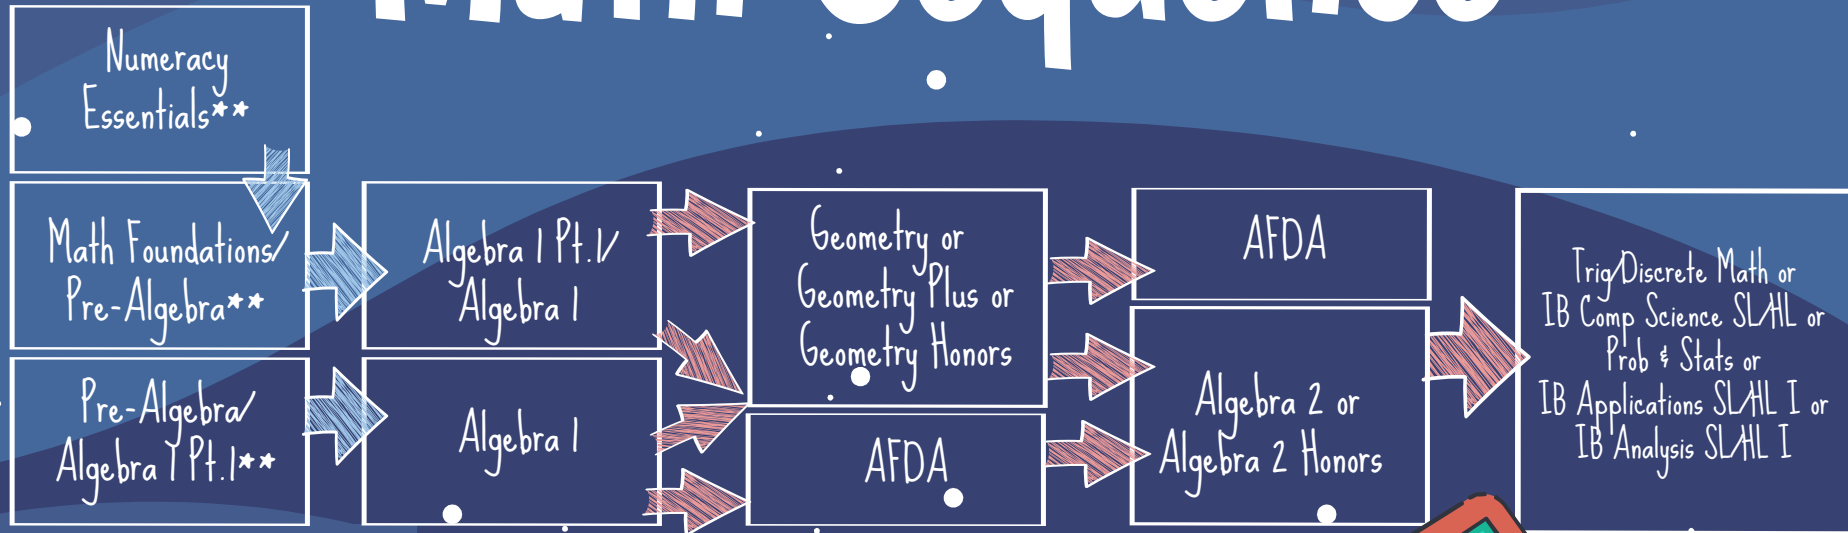 Math Sequence
Numeracy
Essentials**
Math Foundations/
Pre-Algebra**
Pre-Algebra/
Algebra 1 Pt.1**
Algebra 1 Pt.1/
Algebra 1
Algebra 1
Geometry or
Geometry Plus or
Geometry Honors
AFDA
AFDA
Algebra 2 or
Algebra 2 Honors
Trig/Discrete Math or
IB Comp Science SL/HL or
Prob & Stats or
IB Applications SL/HL I or
IB Analysis SL/HL I